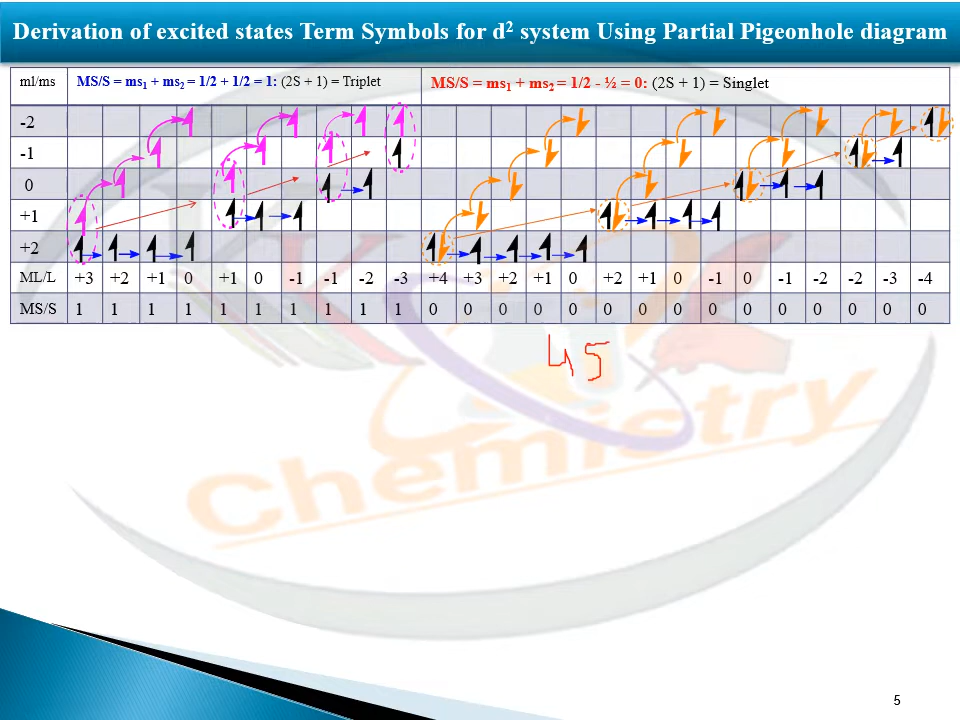 Derivation of excited states Term Symbols for d² system Using Partial Pigeonhole diagram
ml/ms MS/S = ms₁ + ms₂ = 1/2 + 1/2 = 1: (2S + 1) = Triplet MS/S = ms₁ + ms₂ = 1/2 - ½ = 0: (2S + 1) = Singlet
-2
-1
0
+1
+2
ML/L +3 +2 +1 0 +1 0 -1 -1 -2 -3 +4 +3 +2 +1 0 +2 +1 0 -1 0 -1 -2 -2 -3 -4
MS/S 1 1 1 1 1 1 1 1 1 1 0 0 0 0 0 0 0 0 0 0 0 0 0 0 0
45
Chemistry
5